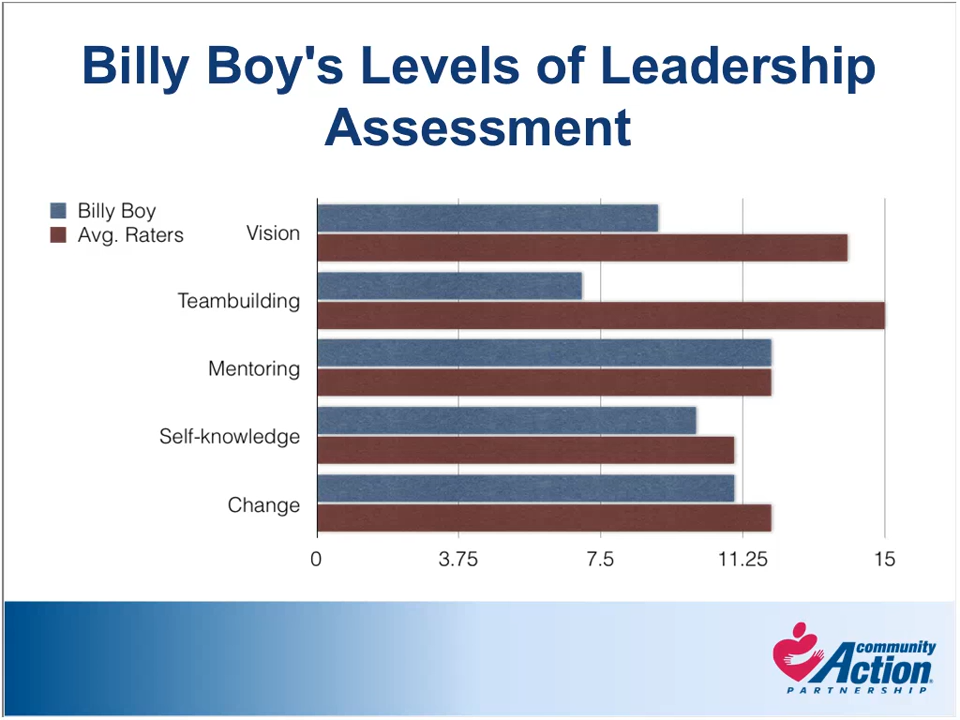 Billy Boy's Levels of Leadership
Assessment
Billy Boy
Avg. Raters
Vision
Teambuilding
Mentoring
Self-knowledge
Change
0 3.75 7.5 11.25 15
community
Action®
PARTNERSHIP